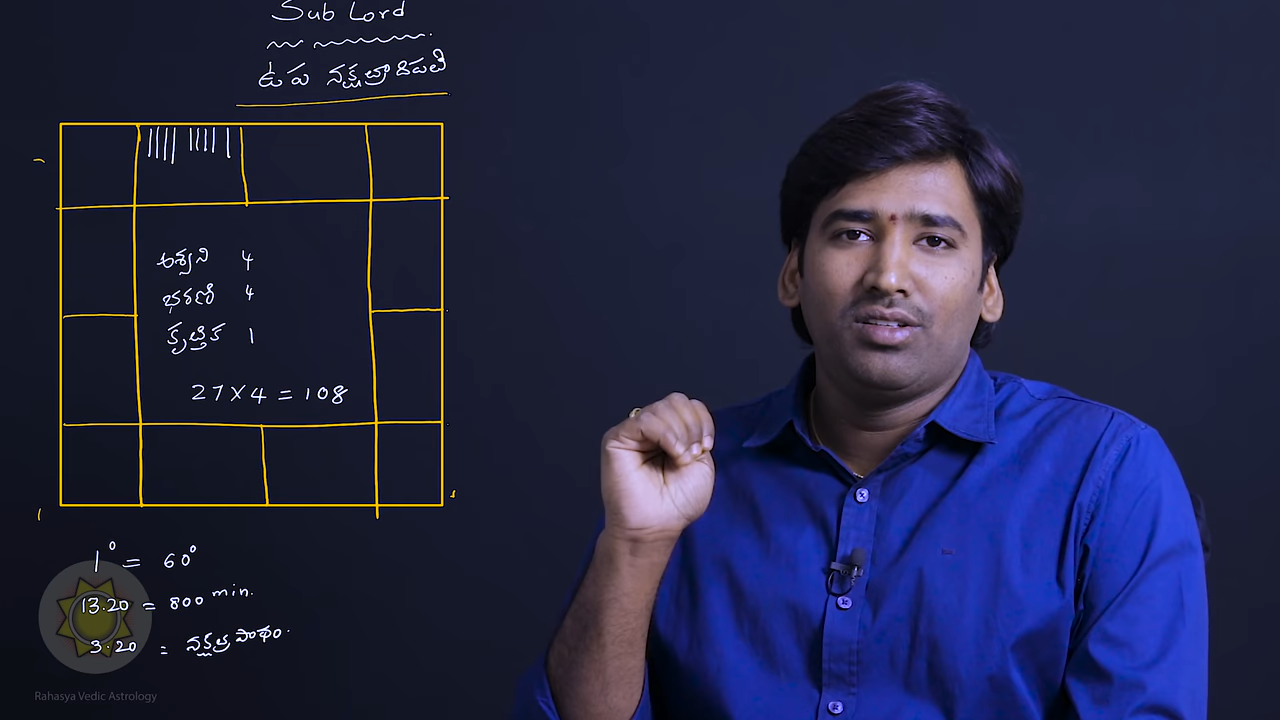 Sub Lord
ఉప నక్షత్రాదిపతి
అశ్వని 4
భరణి 4
కృత్తిక 1
27 X 4 = 108
1° = 60°
13.20 = 800 min.
3.20 = నక్షత్ర పాఠం.
Rahasya Vedic Astrology